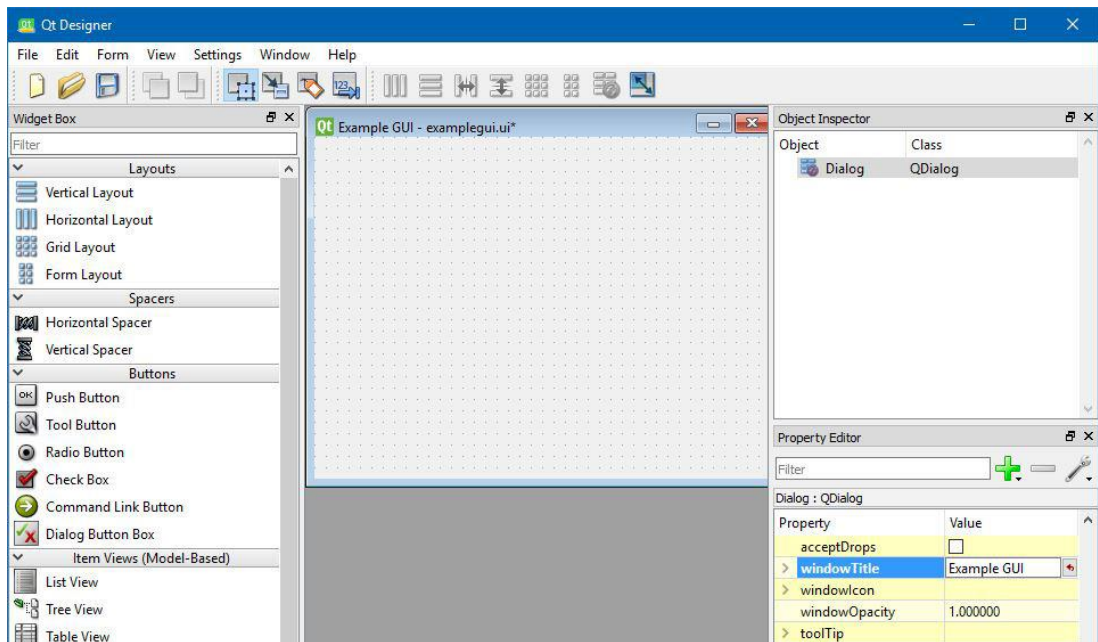 Qt Designer
File Edit Form View Settings Window Help
Widget Box
Filter
Layouts
Vertical Layout
Horizontal Layout
Grid Layout
Form Layout
Spacers
Horizontal Spacer
Vertical Spacer
Buttons
OK Push Button
Tool Button
Radio Button
Check Box
Command Link Button
Dialog Button Box
Item Views (Model-Based)
List View
Tree View
Table View
Qt Example GUI - examplegui.ui*
Object Inspector
Object Class
Dialog QDialog
Property Editor
Filter
Dialog : QDialog
Property Value
acceptDrops
windowTitle Example GUI
windowIcon
windowOpacity 1.000000
toolTip